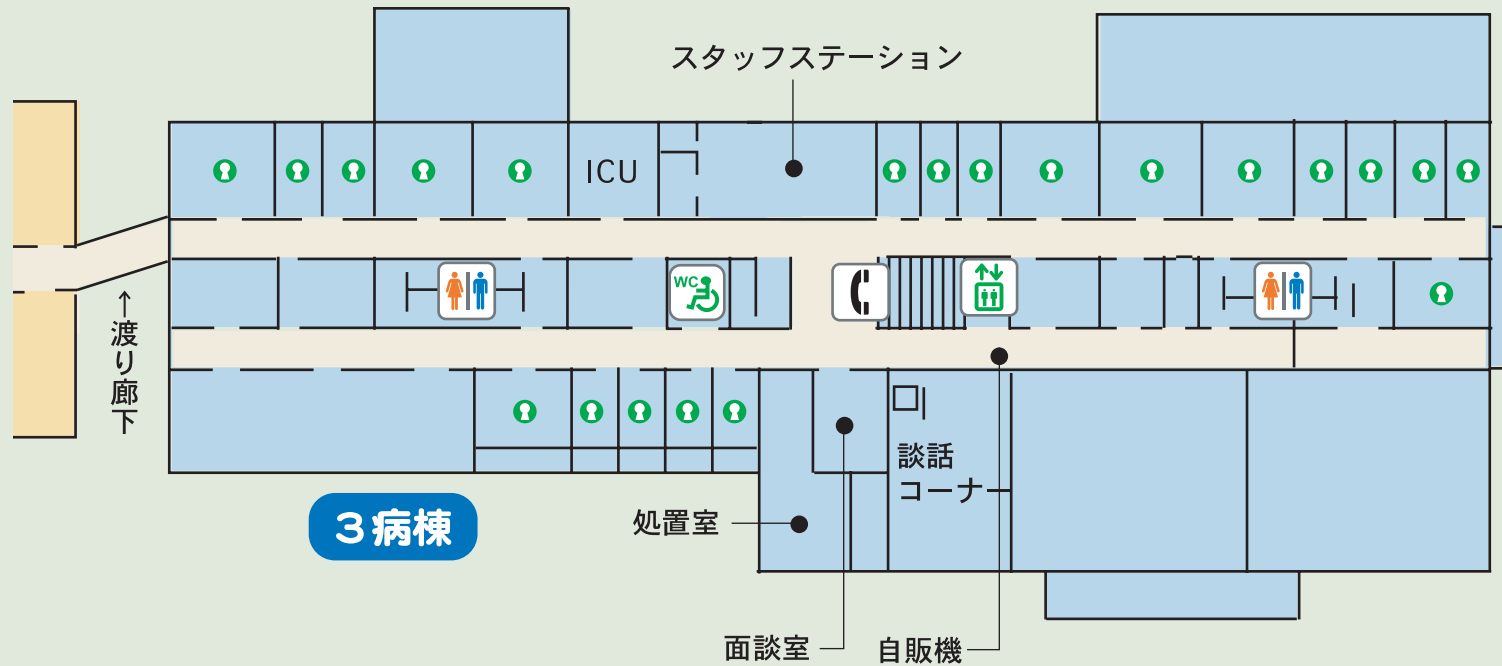 スタッフステーション
ICU
WC
↑渡り廊下
談話
コーナー
3病棟
処置室
面談室
自販機